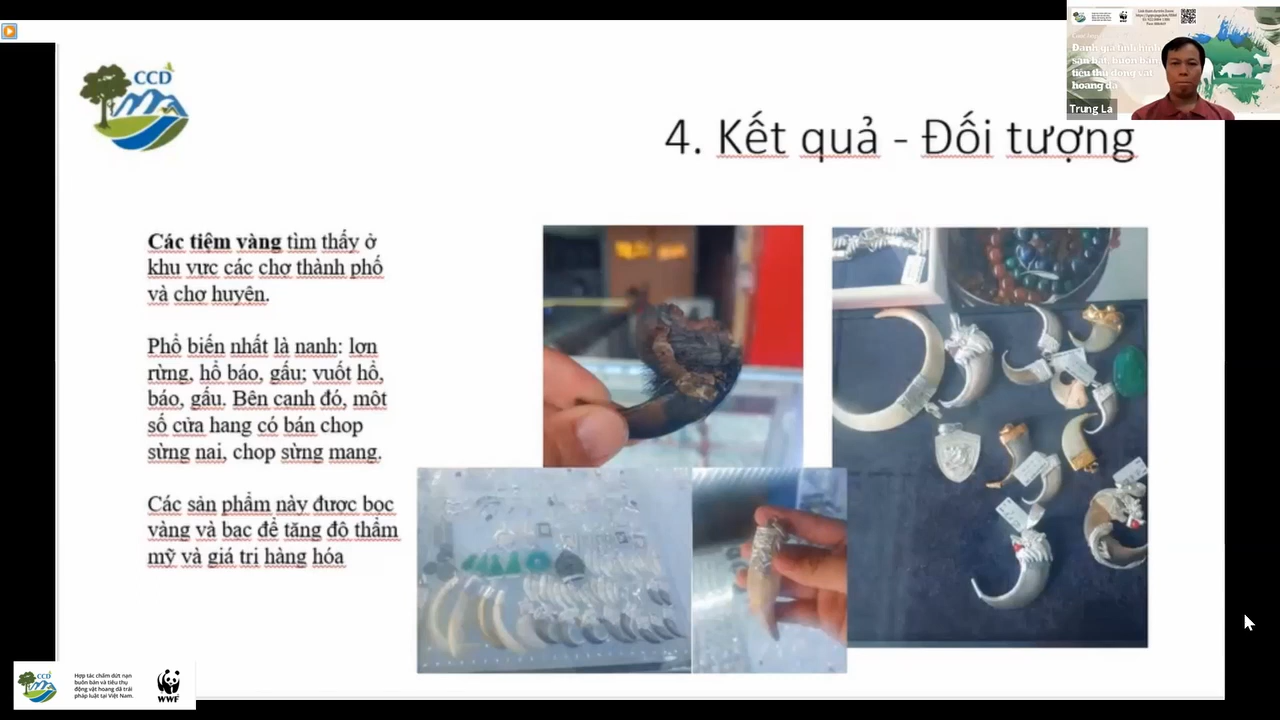 CCD
4. Kết quả - Đối tượng
Các tiệm vàng tìm thấy ở
khu vực các chợ thành phố
và chợ huyện.
Phổ biến nhất là nanh: lợn
rừng, hổ báo, gấu; vuốt hổ,
báo, gấu. Bên cạnh đó, một
số cửa hang có bán chop
sừng nai, chop sừng mang.
Các sản phẩm này được bọc
vàng và bạc để tăng độ thẩm
mỹ và giá trị hàng hóa
Đánh giá tình hình
săn bắt, buôn bán,
tiêu thụ động vật
hoang dã
Trung La
CCD
Hợp tác chấm dứt nạn
buôn bán và tiêu thụ
động vật hoang dã trái
pháp luật tại Việt Nam.
WWF